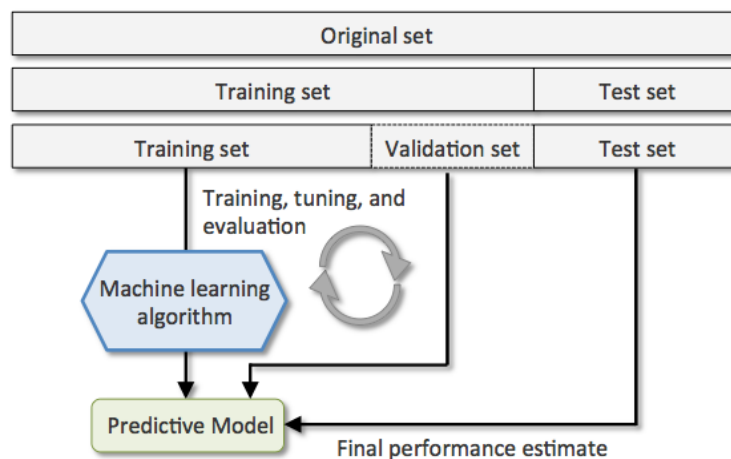 Original set
Training set
Test set
Training set
Validation set
Test set
Training, tuning, and
evaluation
Machine learning
algorithm
Predictive Model
Final performance estimate